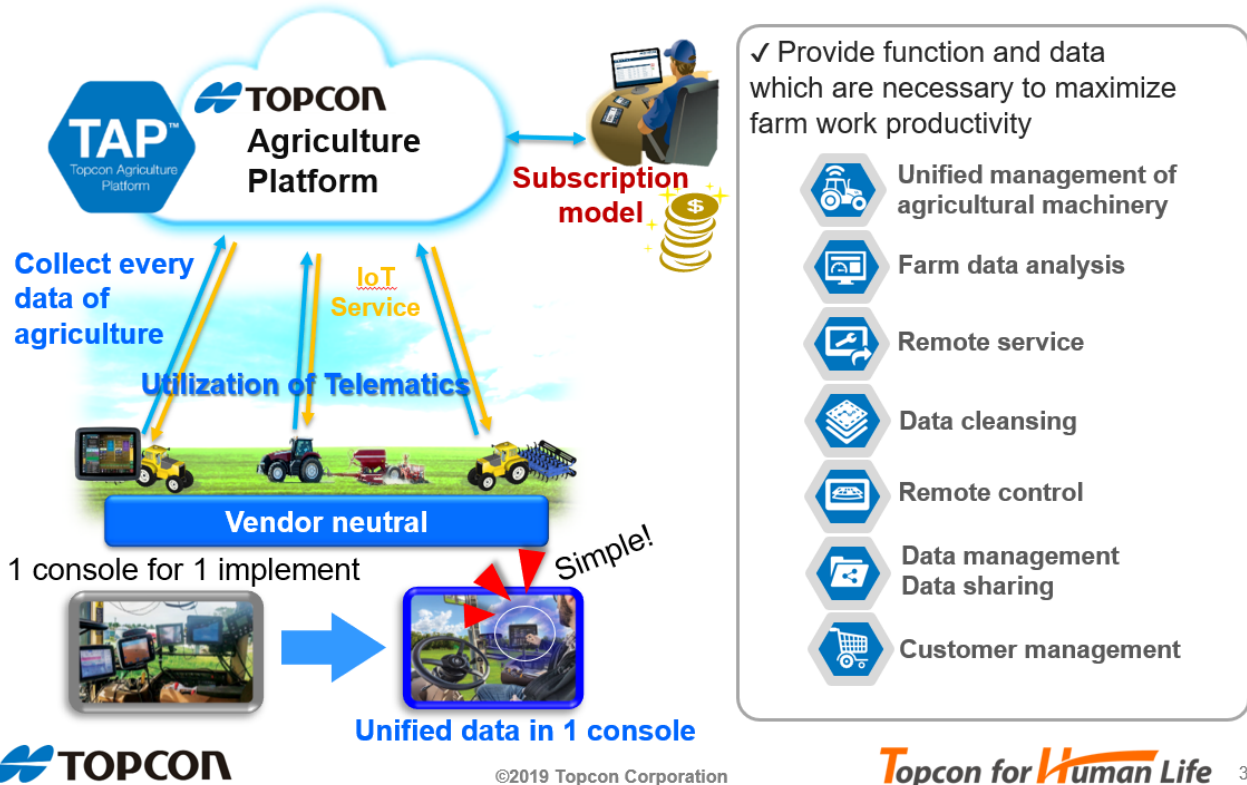 TAP™
Topcon Agriculture
Platform
TOPCON
Agriculture
Platform
Subscription
model
Collect every
data of
agriculture
IoT
Service
Utilization of Telematics
Vendor neutral
1 console for 1 implement
Simple!
Unified data in 1 console
✓ Provide function and data
which are necessary to maximize
farm work productivity
Unified management of
agricultural machinery
Farm data analysis
Remote service
Data cleansing
Remote control
Data management
Data sharing
Customer management
TOPCON
©2019 Topcon Corporation
Topcon for Human Life
3